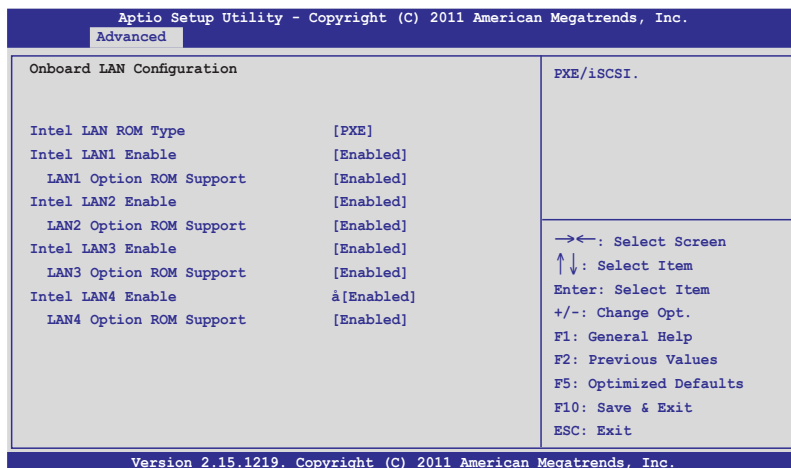 Aptio Setup Utility - Copyright (C) 2011 American Megatrends, Inc.
Advanced
Onboard LAN Configuration
Intel LAN ROM Type [PXE]
Intel LAN1 Enable [Enabled]
LAN1 Option ROM Support [Enabled]
Intel LAN2 Enable [Enabled]
LAN2 Option ROM Support [Enabled]
Intel LAN3 Enable [Enabled]
LAN3 Option ROM Support [Enabled]
Intel LAN4 Enable å[Enabled]
LAN4 Option ROM Support [Enabled]
PXE/iSCSI.
→←: Select Screen
↑↓: Select Item
Enter: Select Item
+/-: Change Opt.
F1: General Help
F2: Previous Values
F5: Optimized Defaults
F10: Save & Exit
ESC: Exit
Version 2.15.1219. Copyright (C) 2011 American Megatrends, Inc.